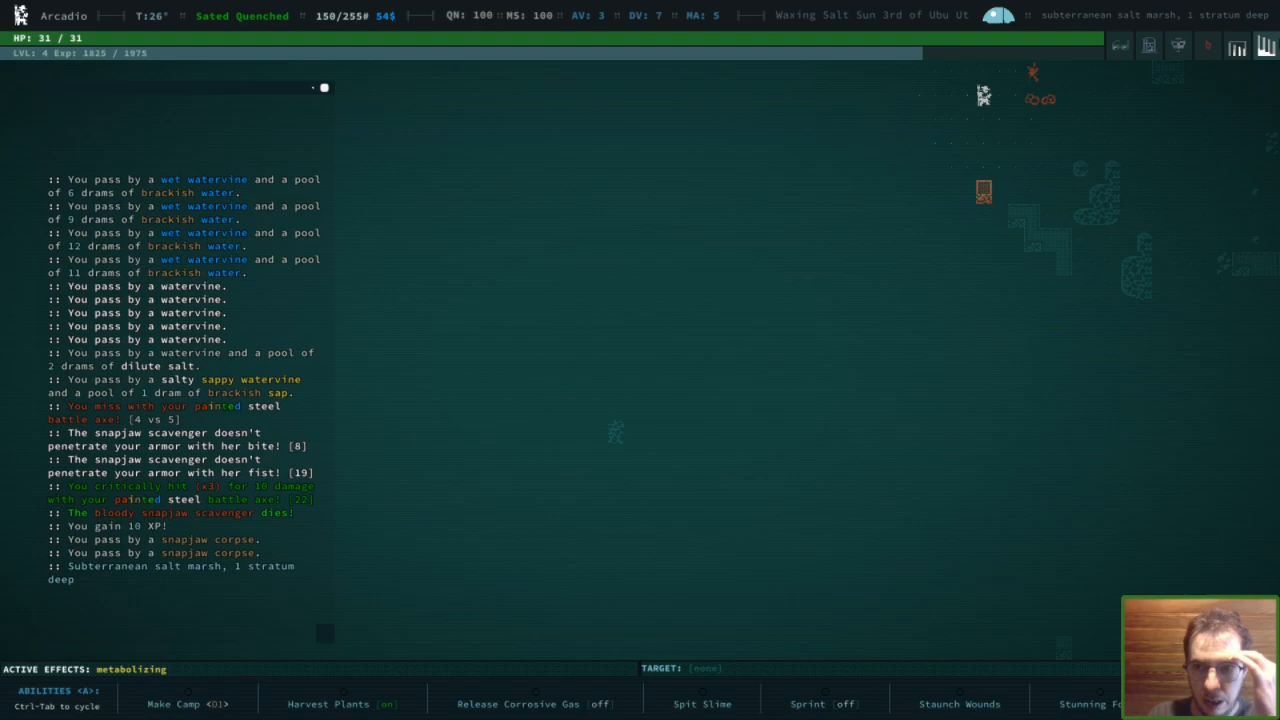 Arcadio T:26° Sated Quenched 150/255# 54$ QN: 100 MS: 100 AV: 3 DV: 7 MA: 5 Waxing Salt Sun 3rd of Ubu Ut subterranean salt marsh, 1 stratum deep
HP: 31 / 31
LVL: 4 Exp: 1825 / 1975
:: You pass by a wet watervine and a pool
of 6 drams of brackish water.
:: You pass by a wet watervine and a pool
of 9 drams of brackish water.
:: You pass by a wet watervine and a pool
of 12 drams of brackish water.
:: You pass by a wet watervine and a pool
of 11 drams of brackish water.
:: You pass by a watervine.
:: You pass by a watervine.
:: You pass by a watervine.
:: You pass by a watervine.
:: You pass by a watervine.
:: You pass by a watervine and a pool of
2 drams of dilute salt.
:: You pass by a salty sappy watervine
and a pool of 1 dram of brackish sap.
:: You miss with your painted steel
battle axe! [4 vs 5]
:: The snapjaw scavenger doesn't
penetrate your armor with her bite! [8]
:: The snapjaw scavenger doesn't
penetrate your armor with her fist! [19]
:: You critically hit (x3) for 10 damage
with your painted steel battle axe! [22]
:: The bloody snapjaw scavenger dies!
:: You gain 10 XP!
:: You pass by a snapjaw corpse.
:: You pass by a snapjaw corpse.
:: Subterranean salt marsh, 1 stratum
deep
ACTIVE EFFECTS: metabolizing
TARGET: [none]
ABILITIES <A>:
Ctrl-Tab to cycle
Make Camp <01>
Harvest Plants [on]
Release Corrosive Gas [off]
Spit Slime
Sprint [off]
Staunch Wounds
Stunning Fo